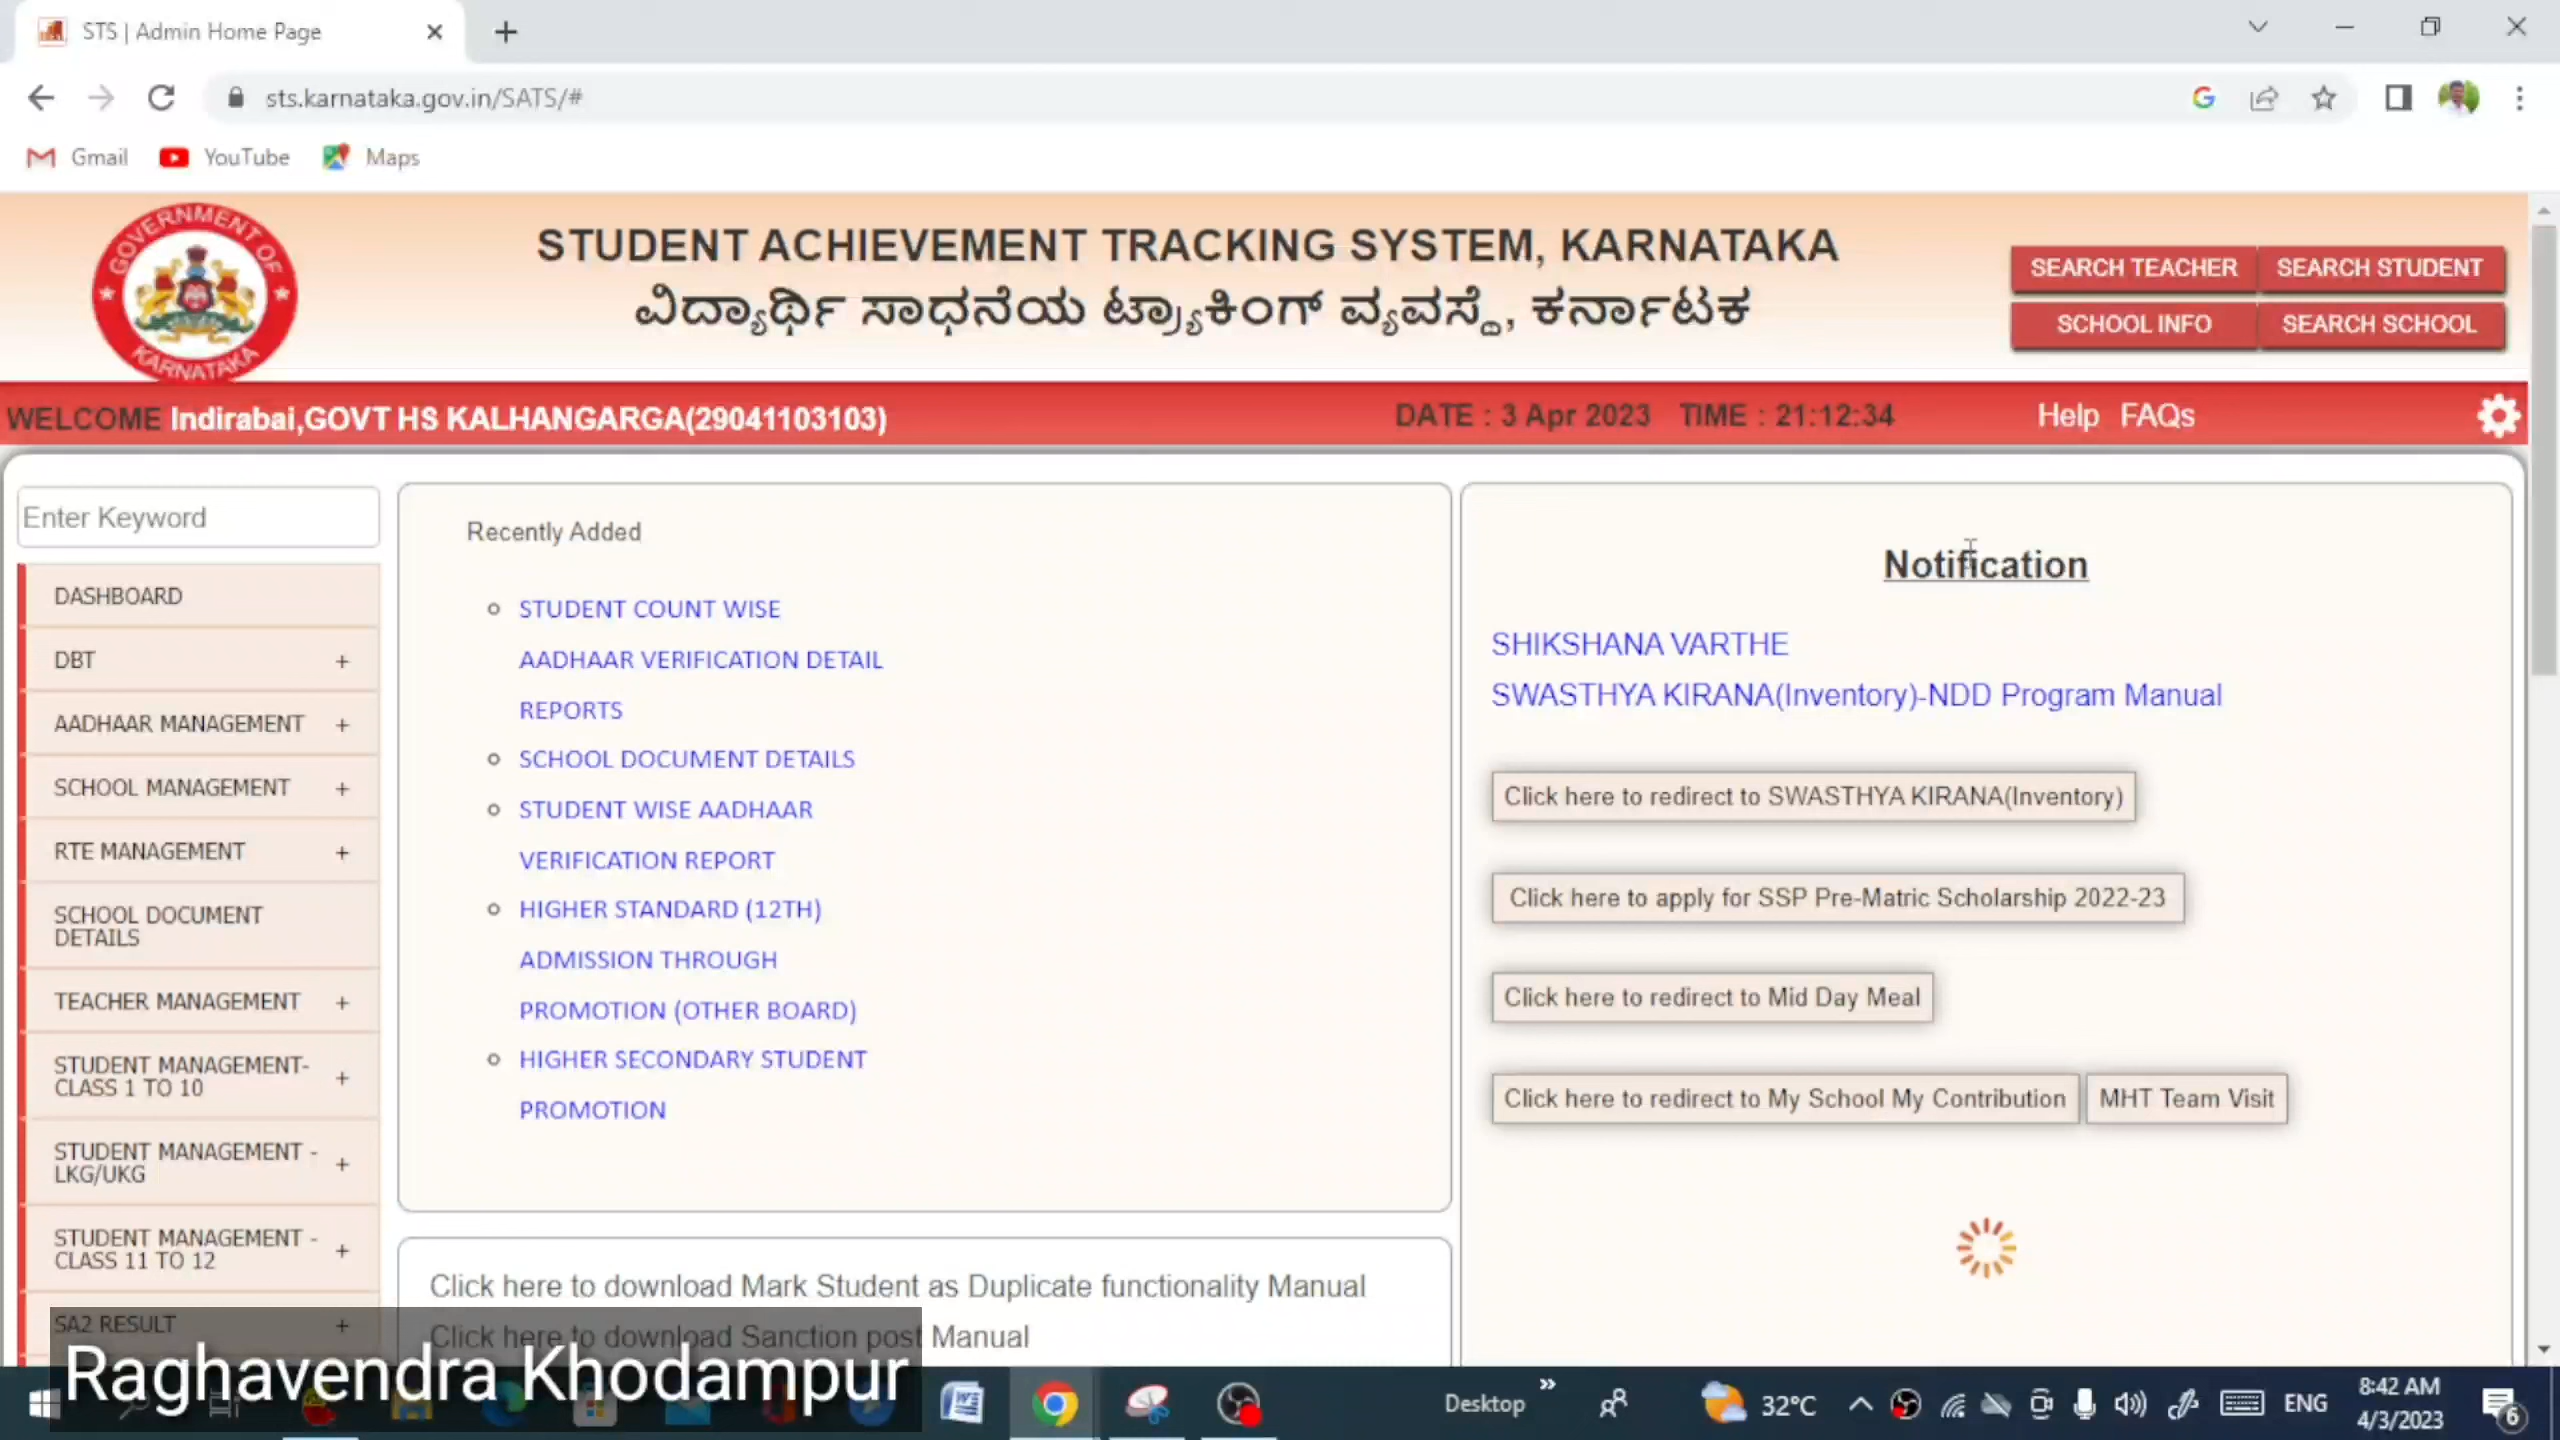 STS | Admin Home Page
sts.karnataka.gov.in/SATS/#
Gmail
YouTube
Maps
GOVERNMENT OF
KARNATAKA
STUDENT ACHIEVEMENT TRACKING SYSTEM, KARNATAKA
ವಿದ್ಯಾರ್ಥಿ ಸಾಧನೆಯ ಟ್ರ್ಯಾಕಿಂಗ್ ವ್ಯವಸ್ಥೆ, ಕರ್ನಾಟಕ
SEARCH TEACHER
SEARCH STUDENT
SCHOOL INFO
SEARCH SCHOOL
WELCOME Indirabai,GOVT HS KALHANGARGA(29041103103)
DATE : 3 Apr 2023 TIME : 21:12:34
Help FAQs
Enter Keyword
DASHBOARD
DBT +
AADHAAR MANAGEMENT +
SCHOOL MANAGEMENT +
RTE MANAGEMENT +
SCHOOL DOCUMENT
DETAILS
TEACHER MANAGEMENT +
STUDENT MANAGEMENT-
CLASS 1 TO 10 +
STUDENT MANAGEMENT -
LKG/UKG +
STUDENT MANAGEMENT -
CLASS 11 TO 12 +
SA2 RESULT +
Recently Added
STUDENT COUNT WISE
AADHAAR VERIFICATION DETAIL
REPORTS
SCHOOL DOCUMENT DETAILS
STUDENT WISE AADHAAR
VERIFICATION REPORT
HIGHER STANDARD (12TH)
ADMISSION THROUGH
PROMOTION (OTHER BOARD)
HIGHER SECONDARY STUDENT
PROMOTION
Click here to download Mark Student as Duplicate functionality Manual
Click here to download Sanction post Manual
Notification
SHIKSHANA VARTHE
SWASTHYA KIRANA(Inventory)-NDD Program Manual
Click here to redirect to SWASTHYA KIRANA(Inventory)
Click here to apply for SSP Pre-Matric Scholarship 2022-23
Click here to redirect to Mid Day Meal
Click here to redirect to My School My Contribution
MHT Team Visit
Raghavendra Khodampur
Desktop
32°C
ENG
8:42 AM
4/3/2023
6